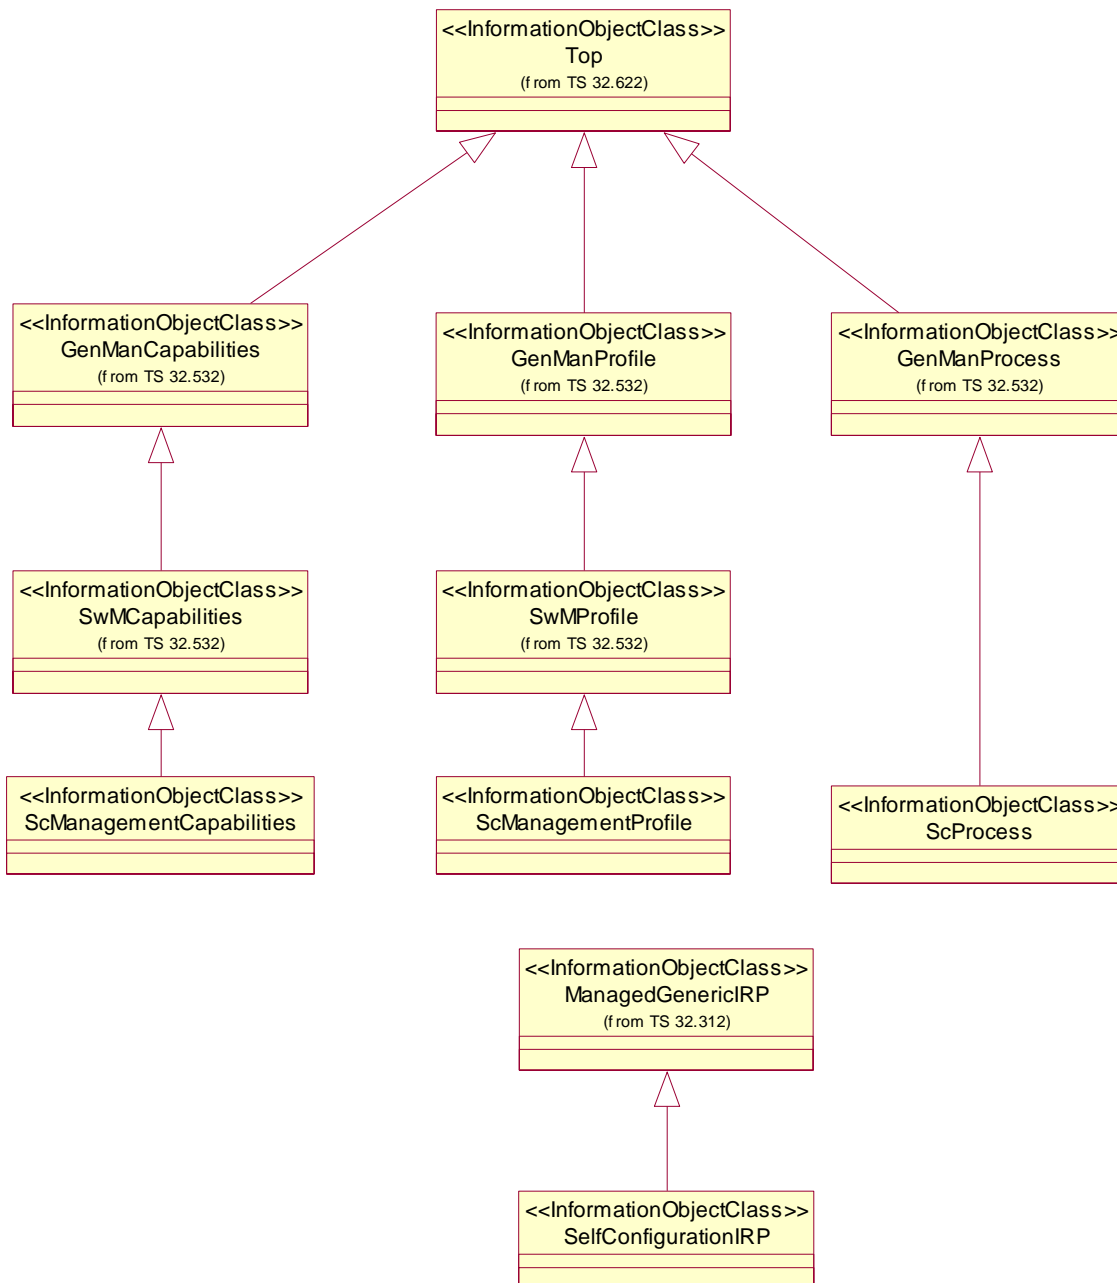 <<InformationObjectClass>>
Top
(from TS 32.622)
<<InformationObjectClass>>
GenManCapabilities
(from TS 32.532)
<<InformationObjectClass>>
GenManProfile
(from TS 32.532)
<<InformationObjectClass>>
GenManProcess
(from TS 32.532)
<<InformationObjectClass>>
SwMCapabilities
(from TS 32.532)
<<InformationObjectClass>>
SwMProfile
(from TS 32.532)
<<InformationObjectClass>>
ScManagementCapabilities
<<InformationObjectClass>>
ScManagementProfile
<<InformationObjectClass>>
ScProcess
<<InformationObjectClass>>
ManagedGenericIRP
(from TS 32.312)
<<InformationObjectClass>>
SelfConfigurationIRP